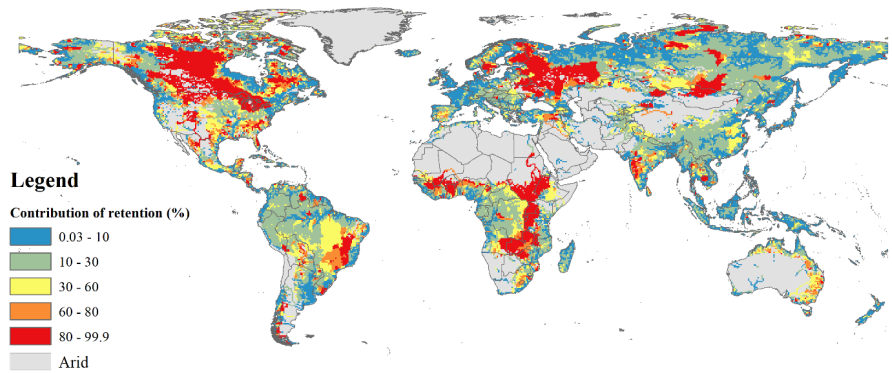 Legend
Contribution of retention (%)
0.03 - 10
10 - 30
30 - 60
60 - 80
80 - 99.9
Arid